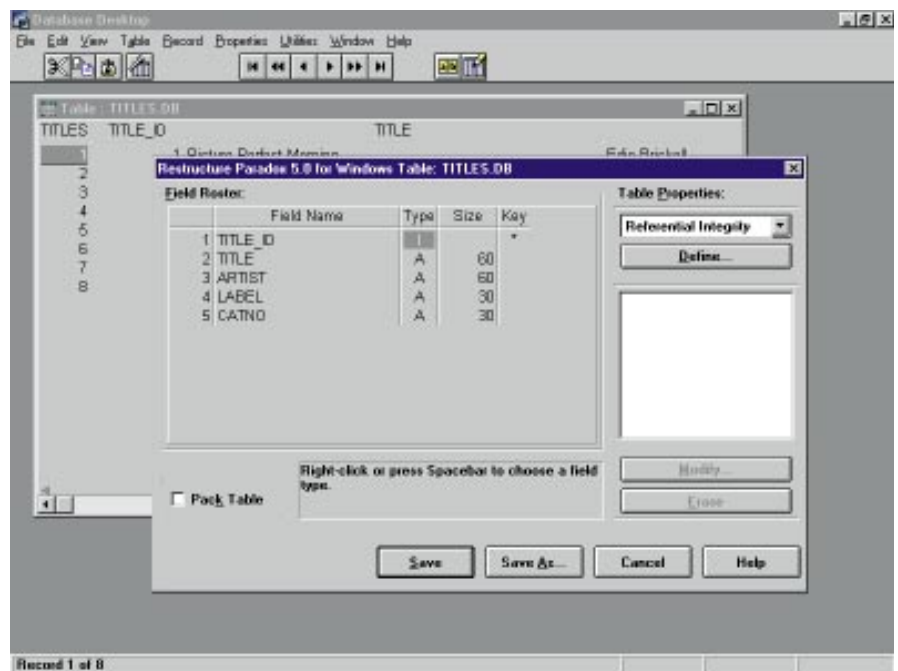 Database Desktop
File Edit View Table Record Properties Utilities Window Help
Table : TITLES.DB
TITLES TITLE_ID TITLE
1 1 Picture Perfect Morning Edie Brickell
2
3
4
5
6
7
8
Restructure Paradox 5.0 for Windows Table: TITLES.DB
Field Roster:
Field Name Type Size Key
1 TITLE_ID I *
2 TITLE A 60
3 ARTIST A 60
4 LABEL A 30
5 CATNO A 30
Table Properties:
Referential Integrity
Define...
Modify...
Erase
Right-click or press Spacebar to choose a field
type.
Pack Table
Save
Save As...
Cancel
Help
Record 1 of 8